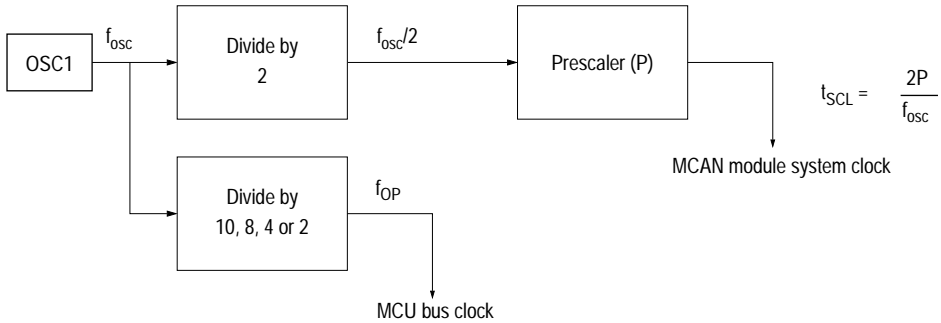 OSC1
fosc
Divide by
2
fosc/2
Prescaler (P)
tSCL = 2P
fosc
MCAN module system clock
Divide by
10, 8, 4 or 2
fOP
MCU bus clock